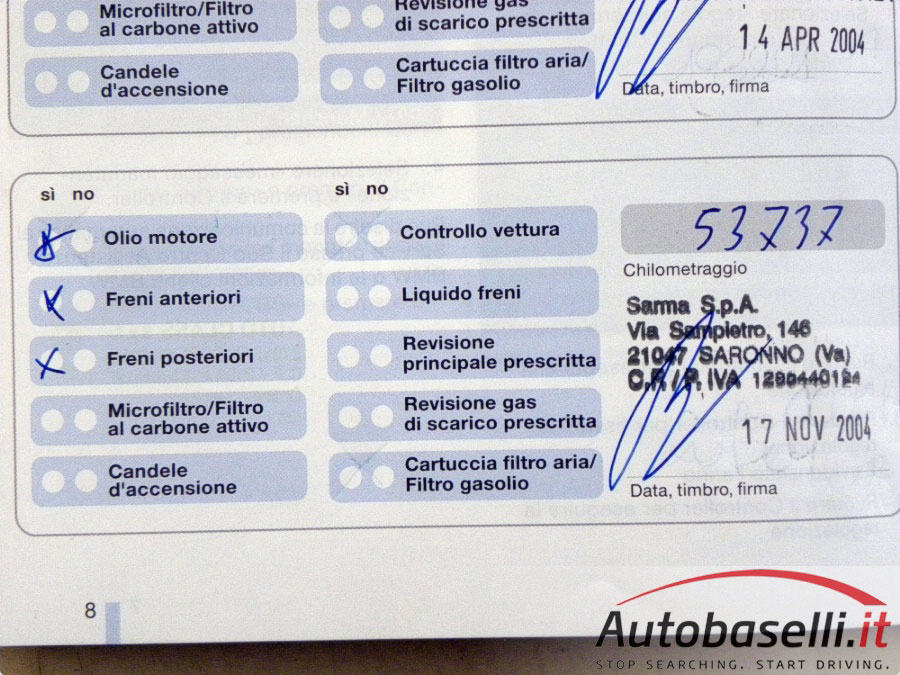 Microfiltro/Filtro
al carbone attivo
Revisione gas
di scarico prescritta
14 APR 2004
Candele
d'accensione
Cartuccia filtro aria/
Filtro gasolio
Data, timbro, firma
sì no
sì no
Olio motore
Controllo vettura
53737
Chilometraggio
Freni anteriori
Liquido freni
Sarma S.p.A.
Via Sampietro, 146
21047 SARONNO (Va)
C.F. / P. IVA
Freni posteriori
Revisione
principale prescritta
Microfiltro/Filtro
al carbone attivo
Revisione gas
di scarico prescritta
17 NOV 2004
Candele
d'accensione
Cartuccia filtro aria/
Filtro gasolio
Data, timbro, firma
8
Autobaselli.it
STOP SEARCHING. START DRIVING.